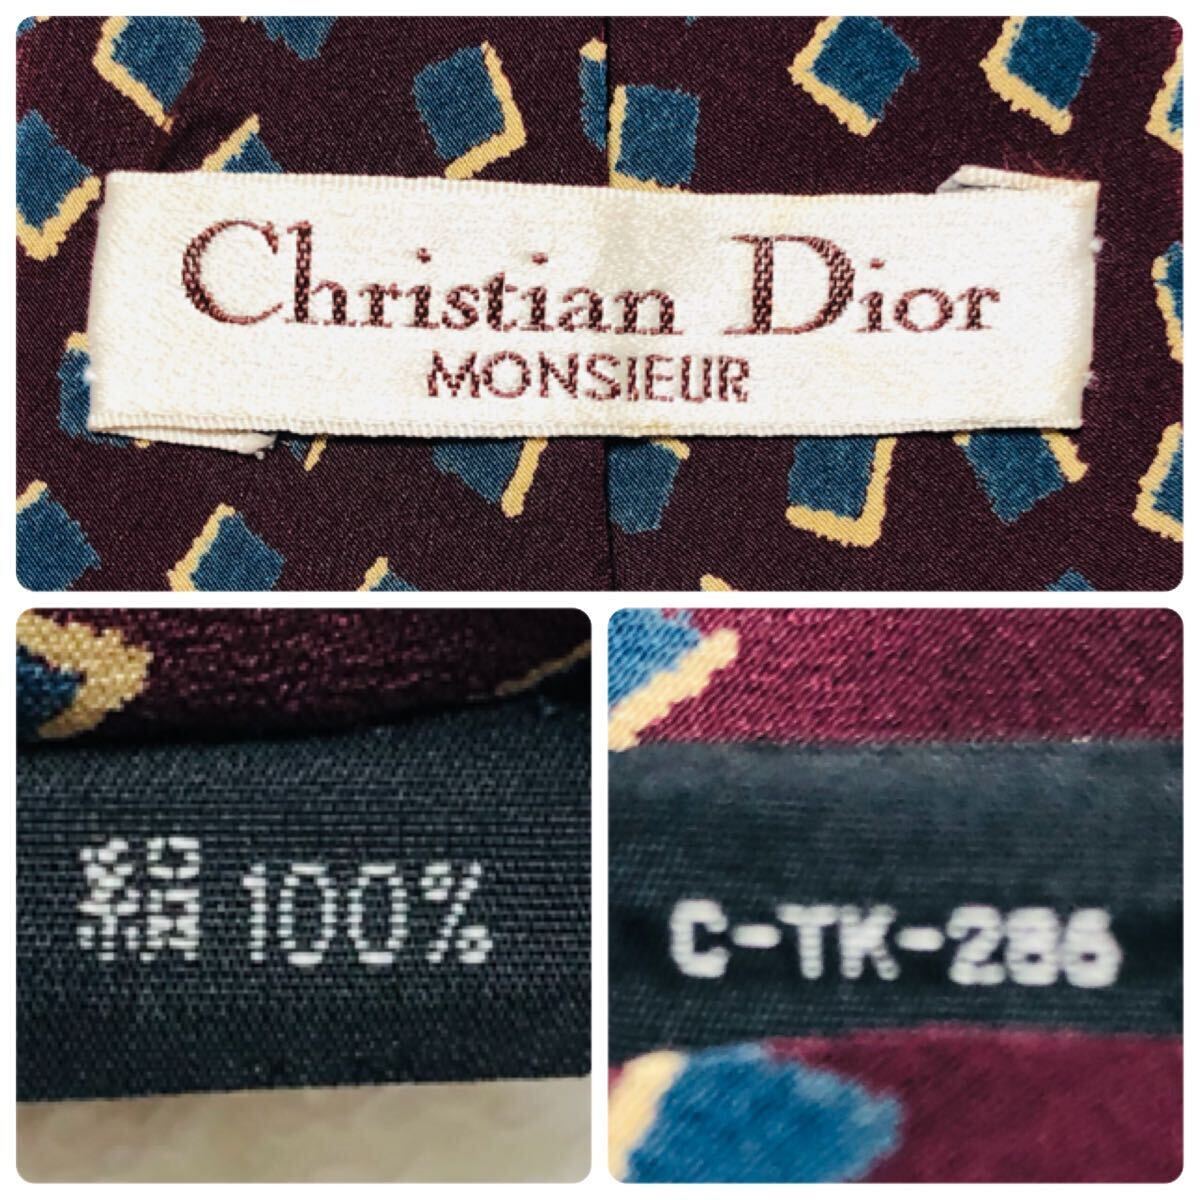 Christian Dior
MONSIEUR
絹 100%
C-TK-286